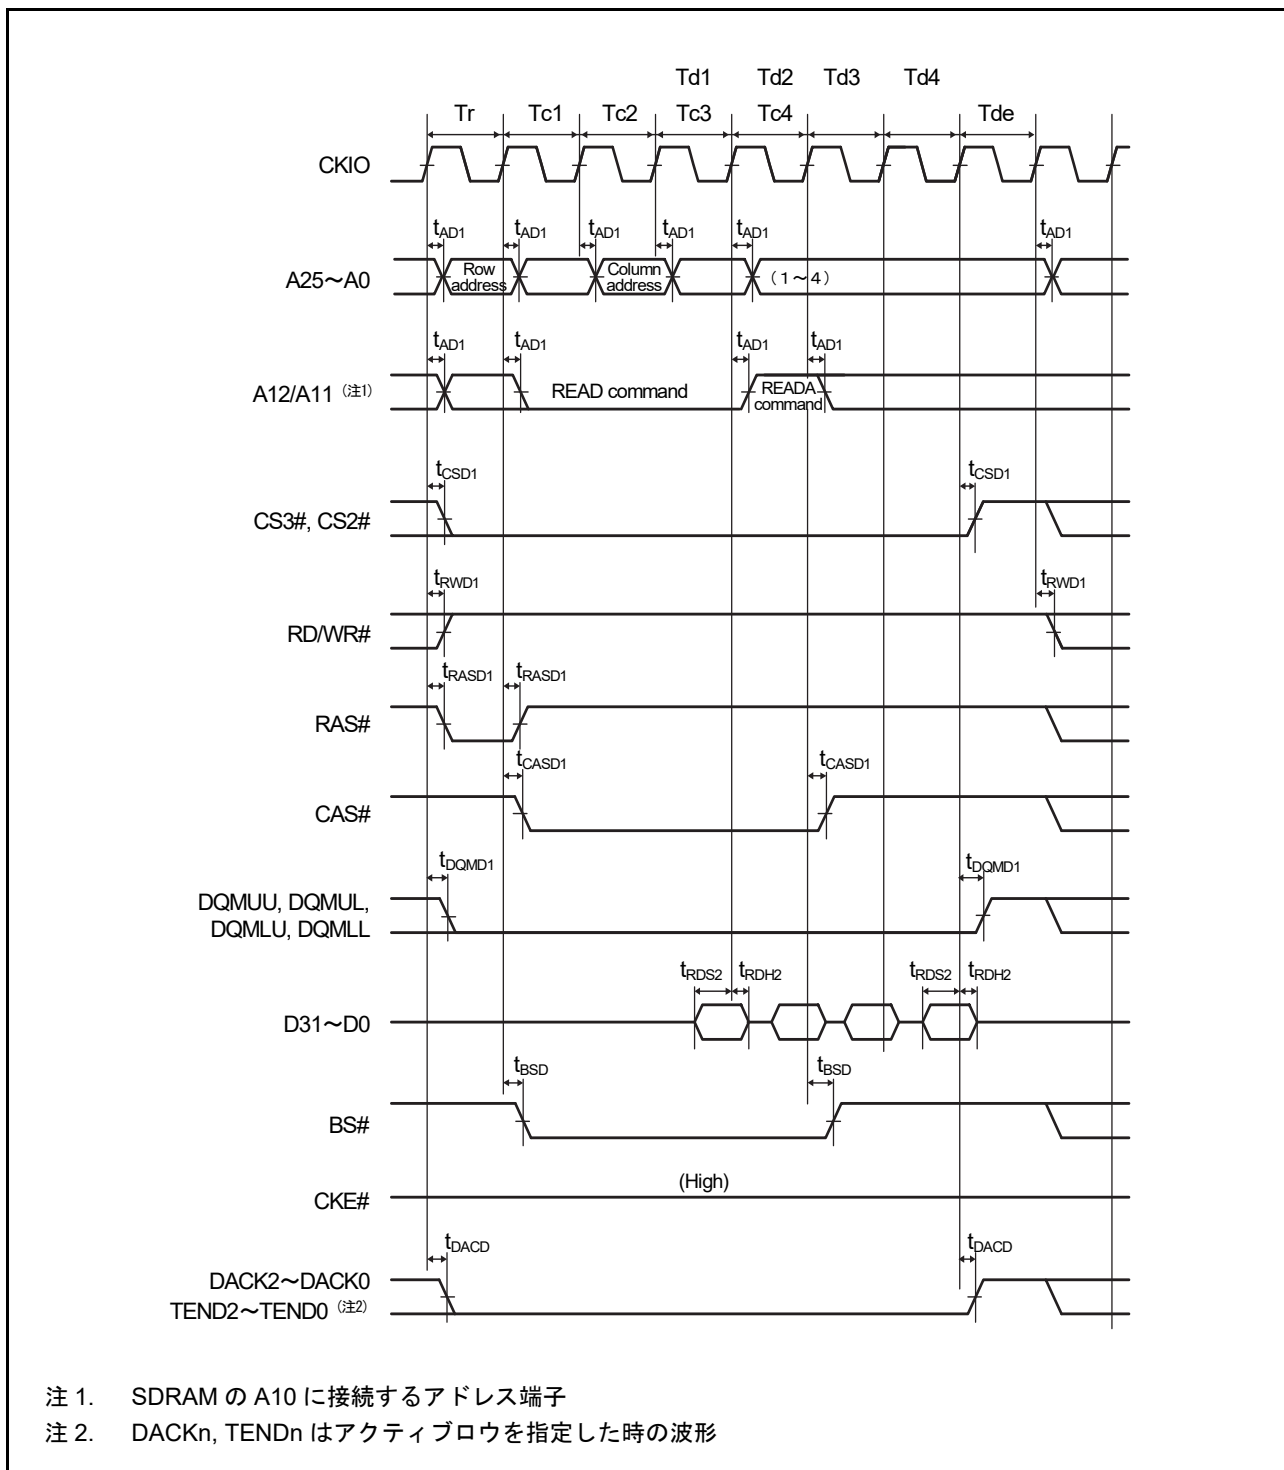 Td1 Td2 Td3 Td4
Tr Tc1 Tc2 Tc3 Tc4 Tde
CKIO
tAD1 tAD1 tAD1 tAD1 tAD1 tAD1
A25～A0
Row address
Column address
(1～4)
tAD1 tAD1 tAD1 tAD1
A12/A11 (注1)
READ command
READA command
tCSD1 tCSD1
CS3#, CS2#
tRWD1 tRWD1
RD/WR#
tRASD1 tRASD1
RAS#
tCASD1 tCASD1
CAS#
tDQMD1 tDQMD1
DQMUU, DQMUL,
DQMLU, DQMLL
tRDS2 tRDH2 tRDS2 tRDH2
D31～D0
tBSD tBSD
BS#
(High)
CKE#
tDACD tDACD
DACK2～DACK0
TEND2～TEND0 (注2)
注 1. SDRAM の A10 に接続するアドレス端子
注 2. DACKn, TENDn はアクティブロウを指定した時の波形